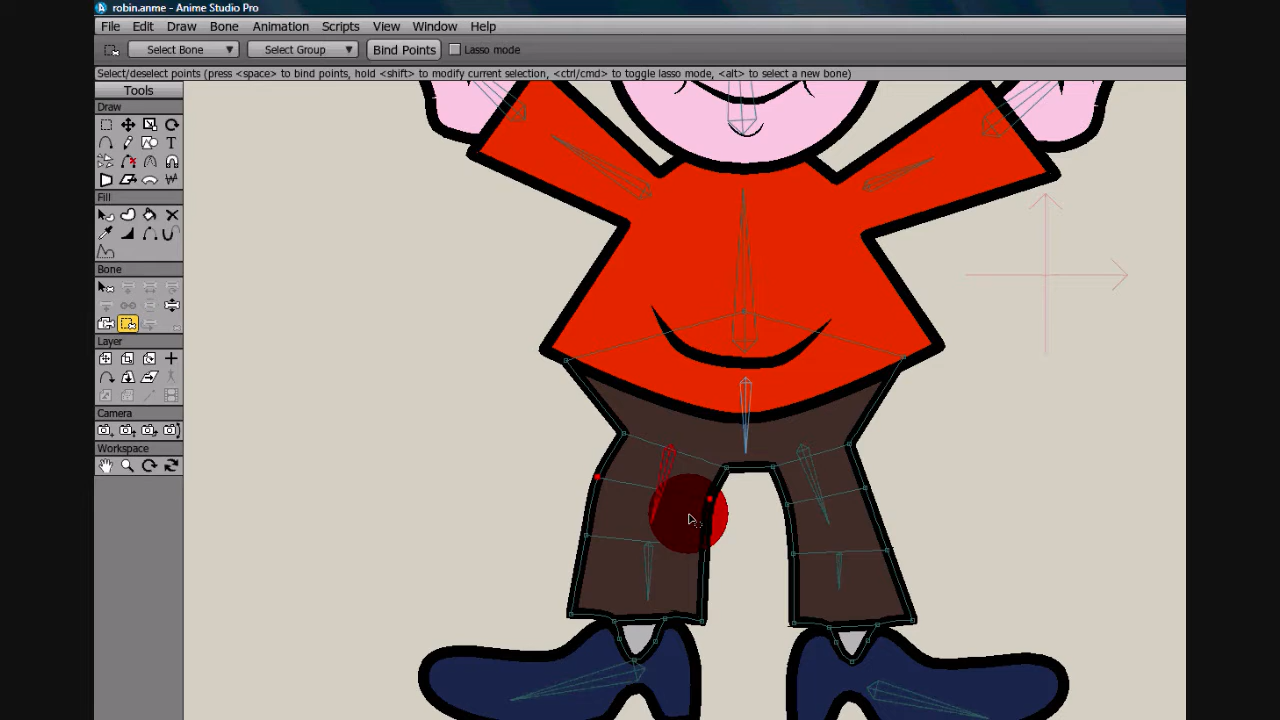 robin.anme - Anime Studio Pro
File Edit Draw Bone Animation Scripts View Window Help
Select Bone Select Group Bind Points Lasso mode
Select/deselect points (press <space> to bind points, hold <shift> to modify current selection, <ctrl/cmd> to toggle lasso mode, <alt> to select a new bone)
Tools
Draw
T
Fill
Bone
Layer
Camera
Workspace